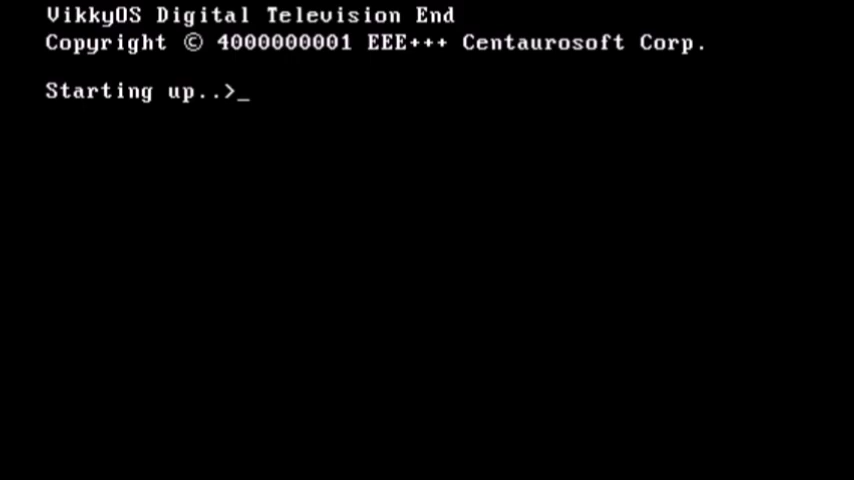 VikkyOS Digital Television End
Copyright © 4000000001 EEE+++ Centaurosoft Corp.
Starting up..>_